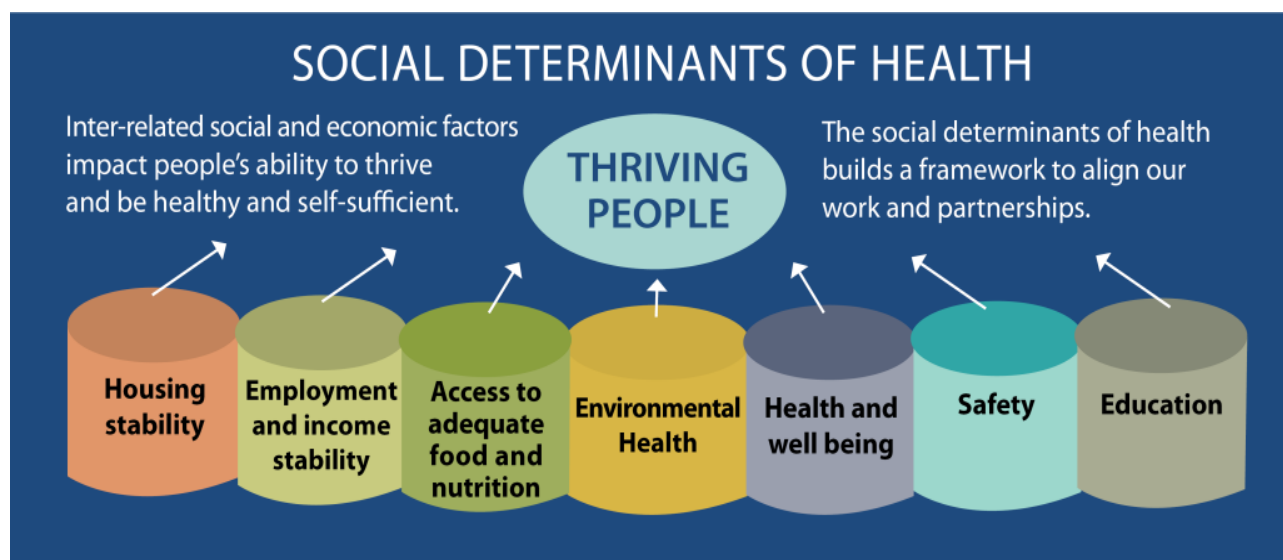 SOCIAL DETERMINANTS OF HEALTH
Inter-related social and economic factors
impact people's ability to thrive
and be healthy and self-sufficient.
THRIVING
PEOPLE
The social determinants of health
builds a framework to align our
work and partnerships.
Housing
stability
Employment
and income
stability
Access to
adequate
food and
nutrition
Environmental
Health
Health and
well being
Safety
Education